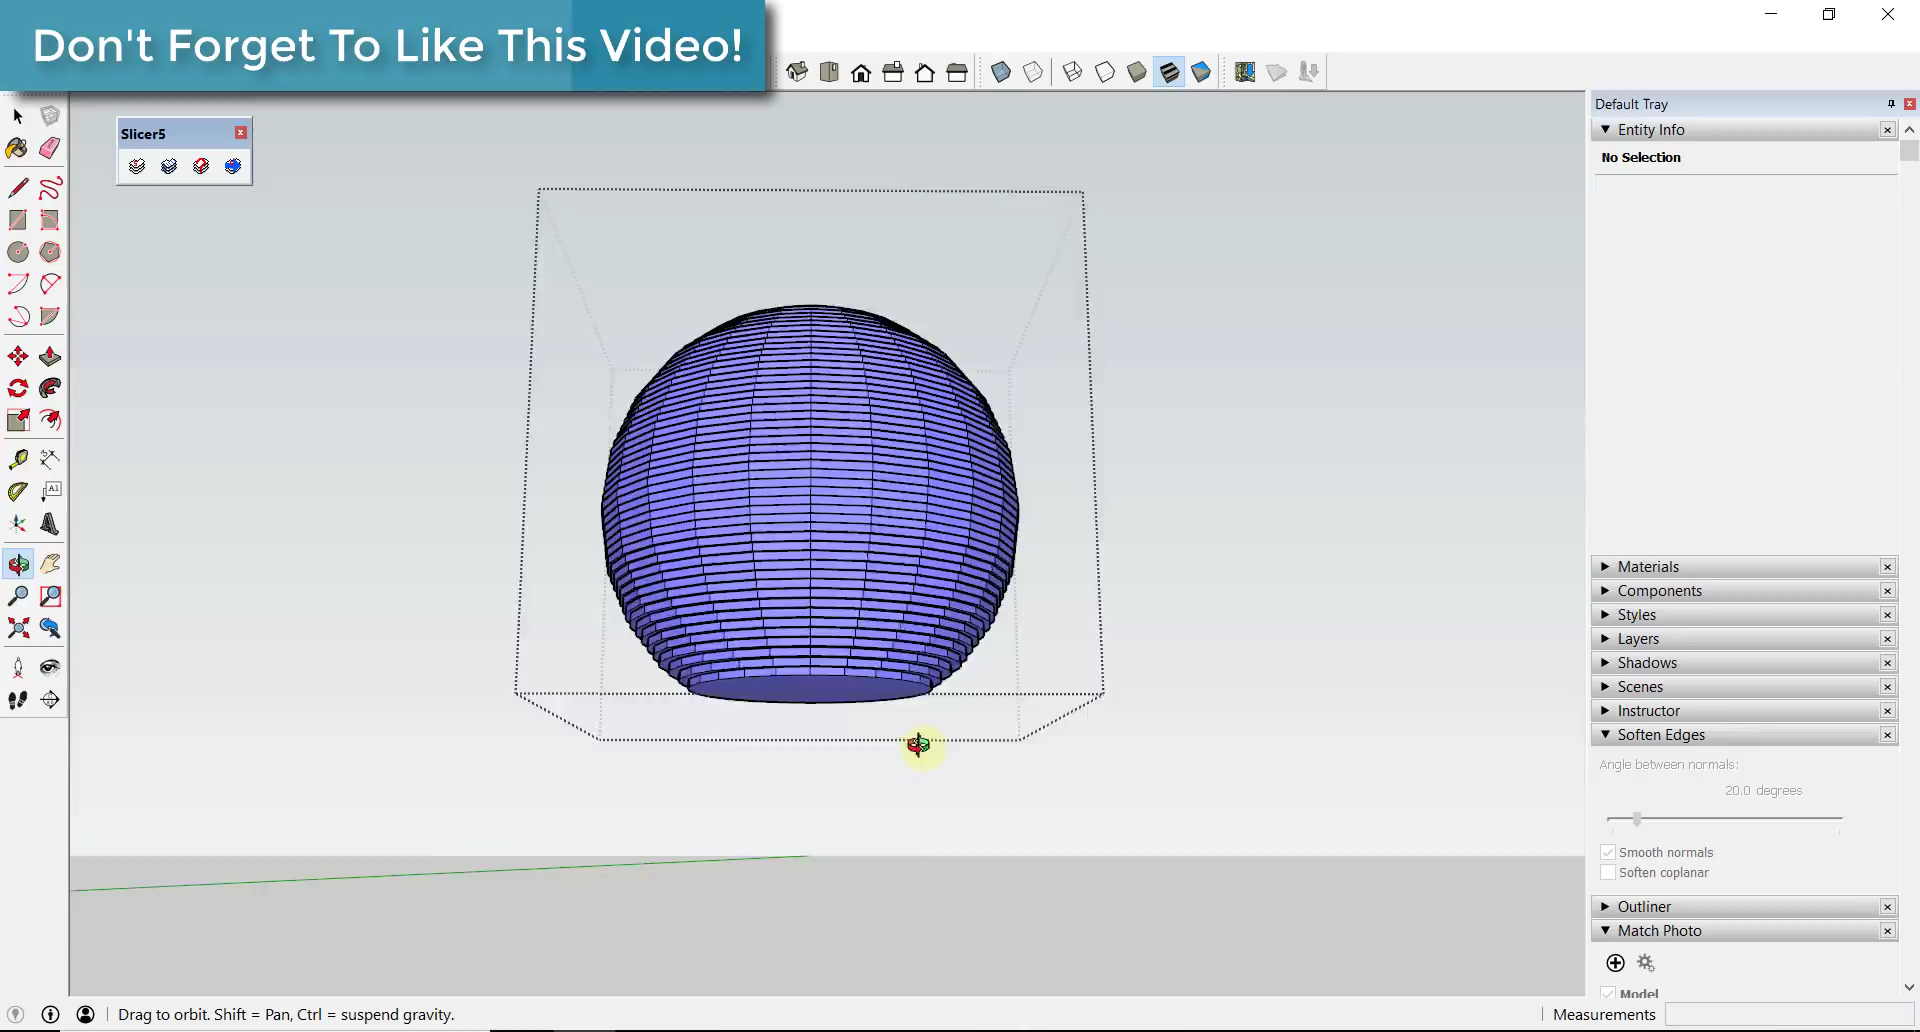 Don't Forget To Like This Video!
Slicer5
A1
Default Tray
Entity Info
No Selection
Materials
Components
Styles
Layers
Shadows
Scenes
Instructor
Soften Edges
Angle between normals:
20.0 degrees
Smooth normals
Soften coplanar
Outliner
Match Photo
Model
Drag to orbit. Shift = Pan, Ctrl = suspend gravity.
Measurements